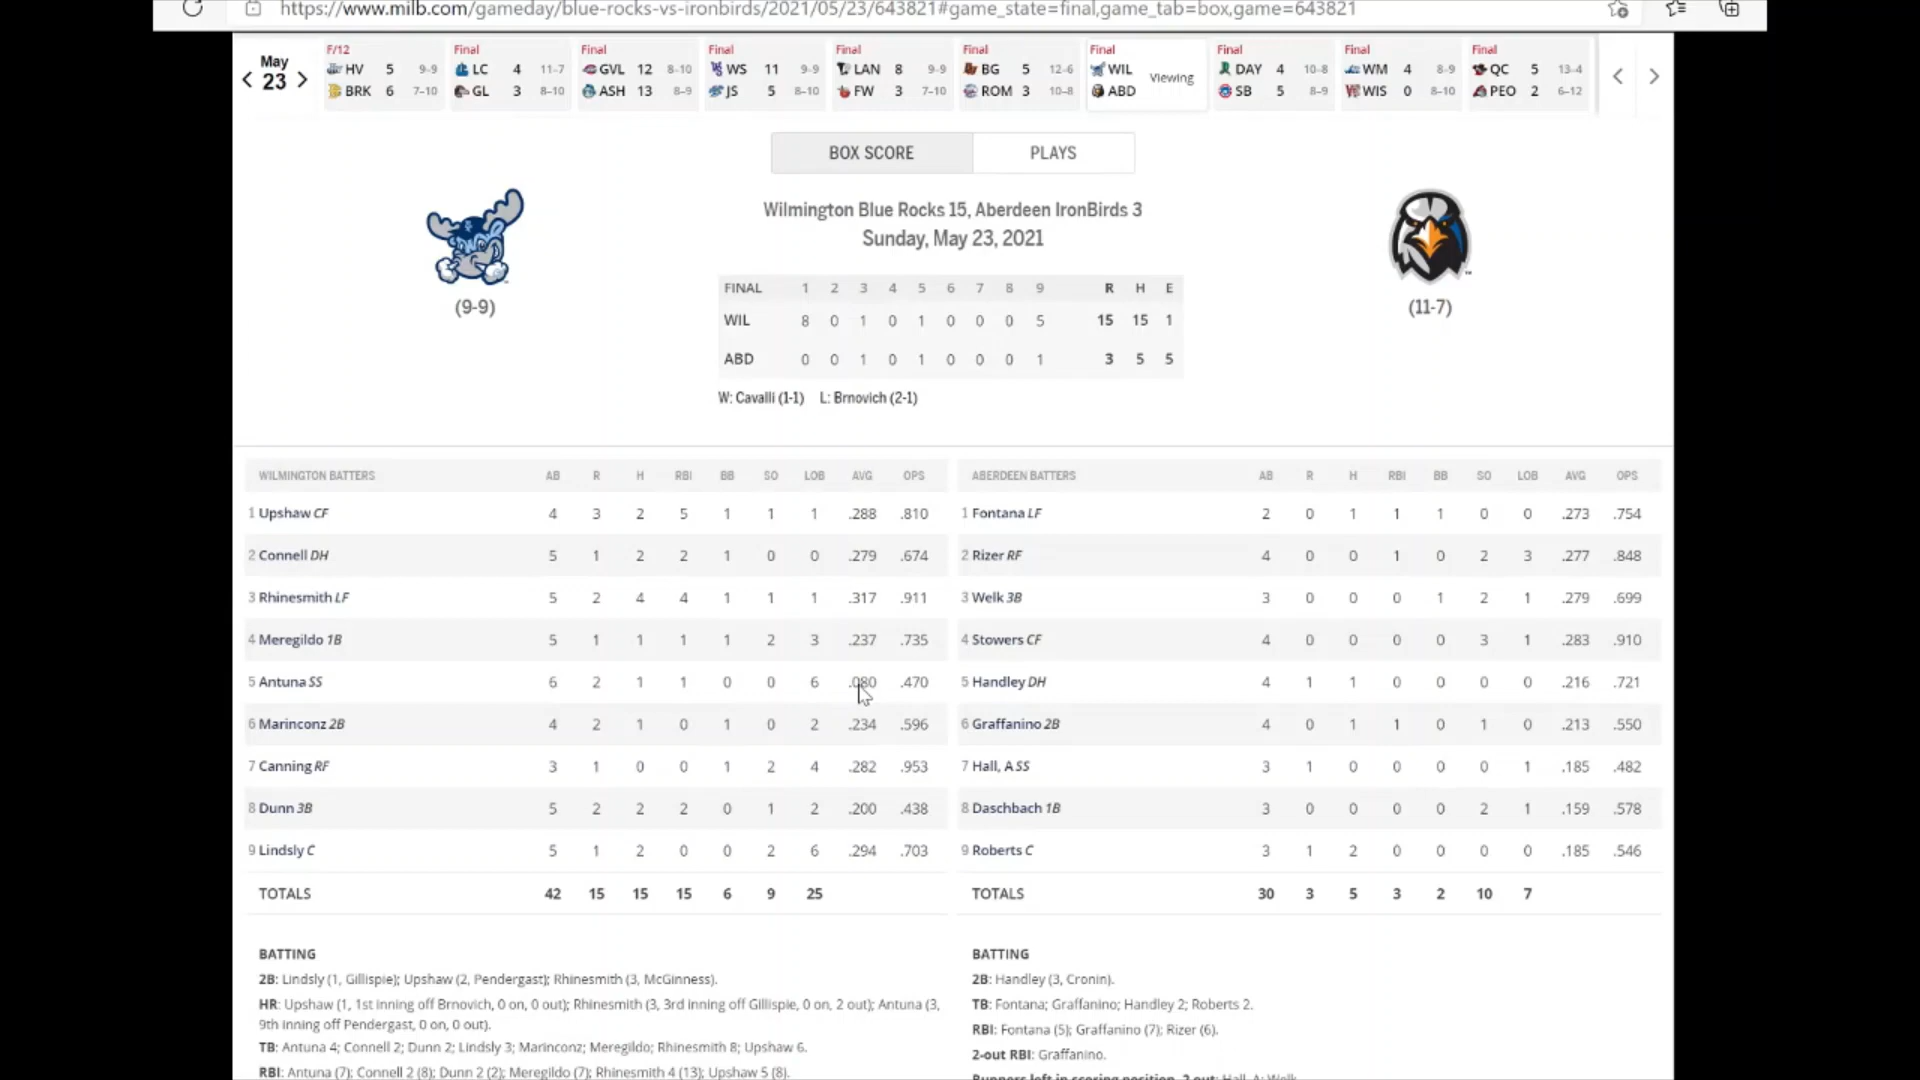 https://www.milb.com/gameday/blue-rocks-vs-ironbirds/2021/05/23/643821#game_state=final,game_tab=box,game=643821
May 23
F/12
HV 5 9-9
BRK 6 7-10
Final
LC 4 11-7
GL 3 8-10
Final
GVL 12 8-10
ASH 13 8-9
Final
WS 11 9-9
JS 5 8-10
Final
LAN 8 9-9
FW 3 7-10
Final
BG 5 12-6
ROM 3 10-8
Final
WIL
ABD
Viewing
Final
DAY 4 10-8
SB 5 8-9
Final
WM 4 8-9
WIS 0 8-10
Final
QC 5 13-4
PEO 2 6-12
BOX SCORE PLAYS
Wilmington Blue Rocks 15, Aberdeen IronBirds 3
Sunday, May 23, 2021
(9-9)
(11-7)
FINAL 1 2 3 4 5 6 7 8 9 R H E
WIL 8 0 1 0 1 0 0 0 5 15 15 1
ABD 0 0 1 0 1 0 0 0 1 3 5 5
W: Cavalli (1-1) L: Brnovich (2-1)
WILMINGTON BATTERS AB R H RBI BB SO LOB AVG OPS
1 Upshaw CF 4 3 2 5 1 1 1 .288 .810
2 Connell DH 5 1 2 2 1 0 0 .279 .674
3 Rhinesmith LF 5 2 4 4 1 1 1 .317 .911
4 Meregildo 1B 5 1 1 1 1 2 3 .237 .735
5 Antuna SS 6 2 1 1 0 0 6 .080 .470
6 Marinconz 2B 4 2 1 0 1 0 2 .234 .596
7 Canning RF 3 1 0 0 1 2 4 .282 .953
8 Dunn 3B 5 2 2 2 0 1 2 .200 .438
9 Lindsly C 5 1 2 0 0 2 6 .294 .703
TOTALS 42 15 15 15 6 9 25
BATTING
2B: Lindsly (1, Gillispie); Upshaw (2, Pendergast); Rhinesmith (3, McGinness).
HR: Upshaw (1, 1st inning off Brnovich, 0 on, 0 out); Rhinesmith (3, 3rd inning off Gillispie, 0 on, 2 out); Antuna (3,
9th inning off Pendergast, 0 on, 0 out).
TB: Antuna 4; Connell 2; Dunn 2; Lindsly 3; Marinconz; Meregildo; Rhinesmith 8; Upshaw 6.
RBI: Antuna (7); Connell 2 (8); Dunn 2 (2); Meregildo (7); Rhinesmith 4 (13); Upshaw 5 (8).
ABERDEEN BATTERS AB R H RBI BB SO LOB AVG OPS
1 Fontana LF 2 0 1 1 1 0 0 .273 .754
2 Rizer RF 4 0 0 1 0 2 3 .277 .848
3 Welk 3B 3 0 0 0 1 2 1 .279 .699
4 Stowers CF 4 0 0 0 0 3 1 .283 .910
5 Handley DH 4 1 1 0 0 0 0 .216 .721
6 Graffanino 2B 4 0 1 1 0 1 0 .213 .550
7 Hall, A SS 3 1 0 0 0 0 1 .185 .482
8 Daschbach 1B 3 0 0 0 0 2 1 .159 .578
9 Roberts C 3 1 2 0 0 0 0 .185 .546
TOTALS 30 3 5 3 2 10 7
BATTING
2B: Handley (3, Cronin).
TB: Fontana; Graffanino; Handley 2; Roberts 2.
RBI: Fontana (5); Graffanino (7); Rizer (6).
2-out RBI: Graffanino.
Runners left in scoring position, 2 out: Hall, A; Welk.